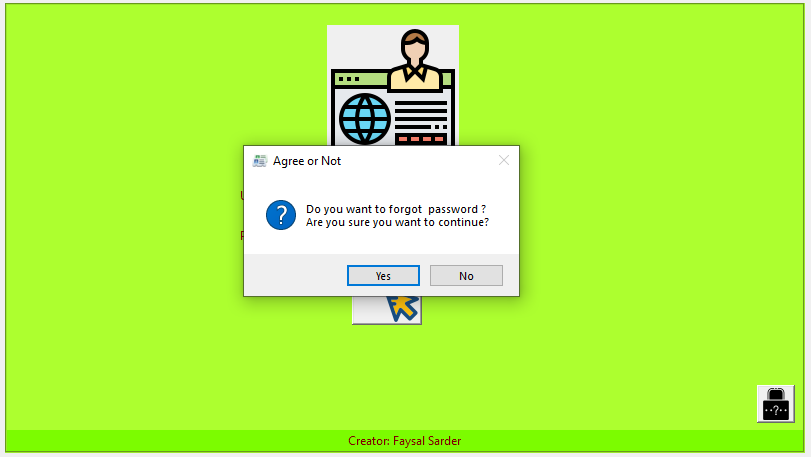 Agree or Not
Do you want to forgot  password ?
Are you sure you want to continue?
Yes
No
Creator: Faysal Sarder